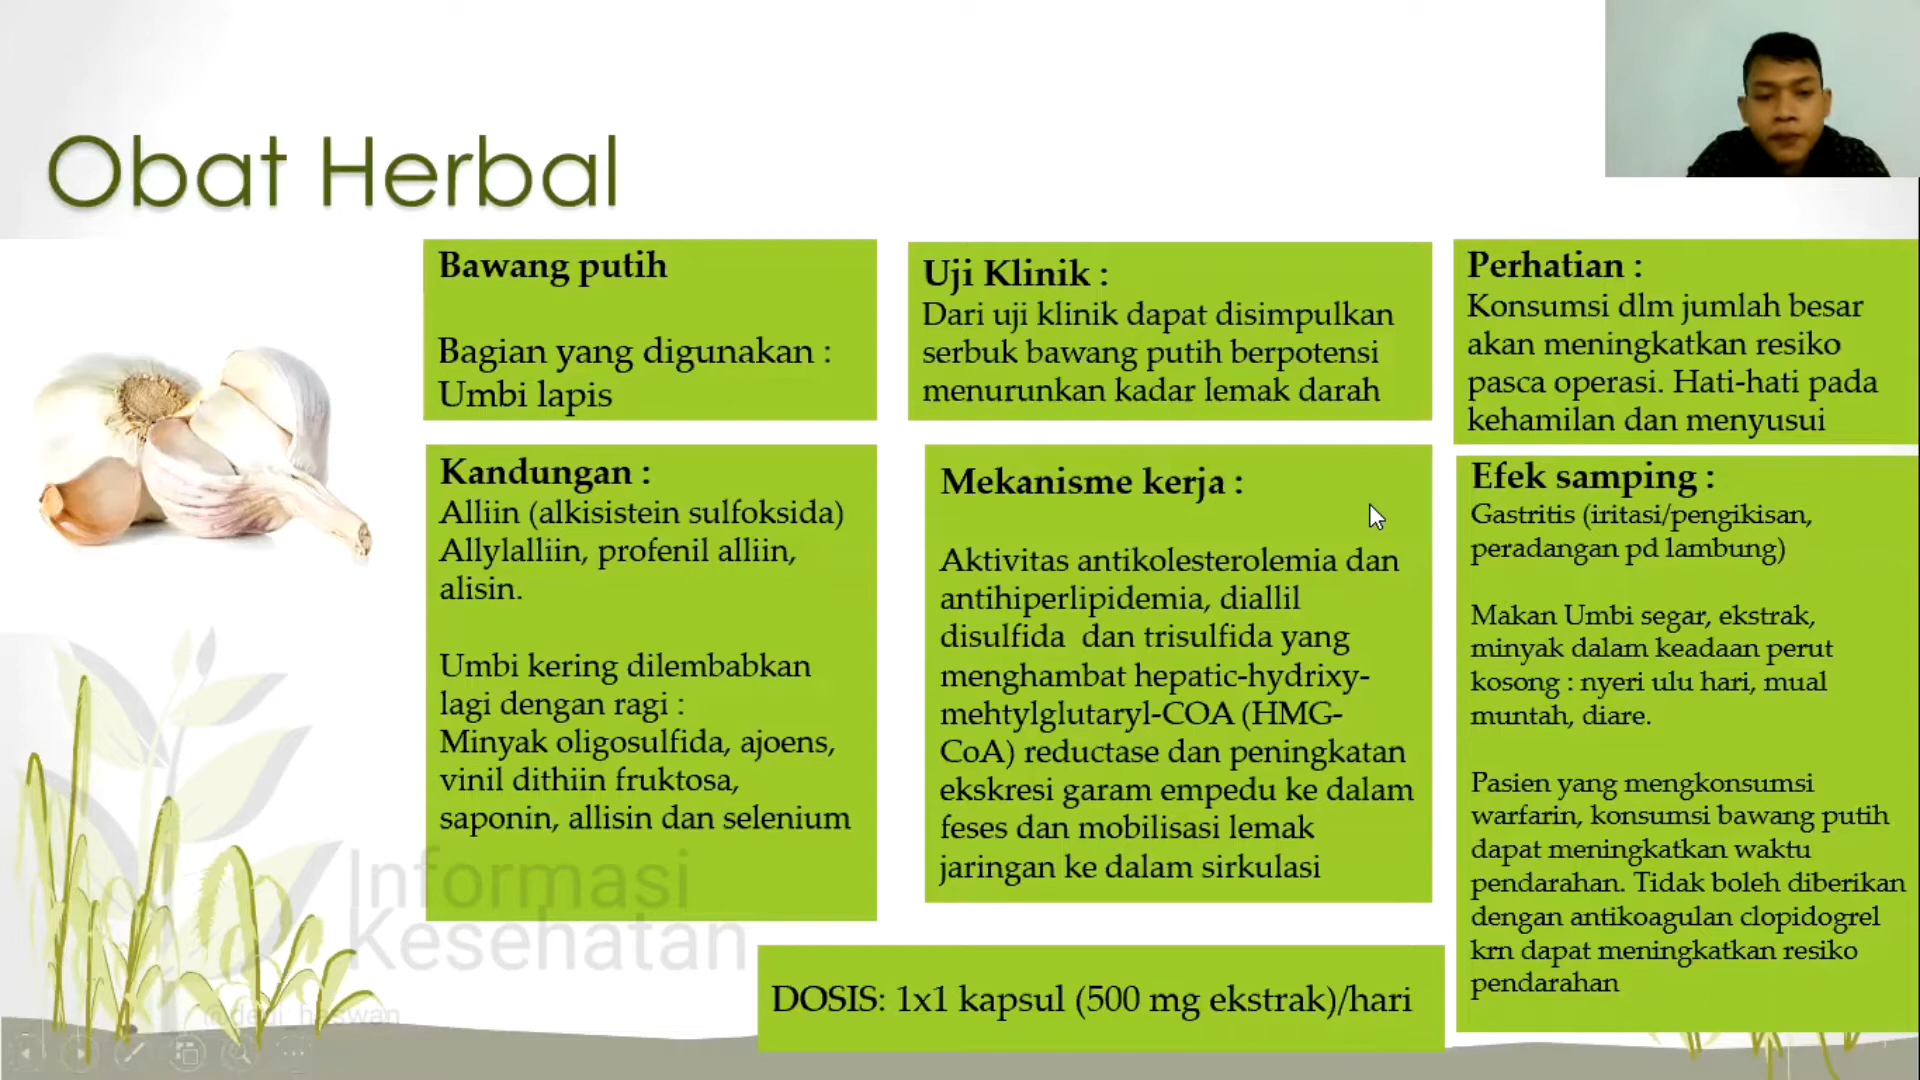 Obat Herbal
Bawang putih
Bagian yang digunakan :
Umbi lapis
Kandungan :
Alliin (alkisistein sulfoksida)
Allylalliin, profenil alliin,
alisin.
Umbi kering dilembabkan
lagi dengan ragi :
Minyak oligosulfida, ajoens,
vinil dithiin fruktosa,
saponin, allisin dan selenium
Uji Klinik :
Dari uji klinik dapat disimpulkan
serbuk bawang putih berpotensi
menurunkan kadar lemak darah
Mekanisme kerja :
Aktivitas antikolesterolemia dan
antihiperlipidemia, diallil
disulfida dan trisulfida yang
menghambat hepatic-hydrixy-
mehtylglutaryl-COA (HMG-
CoA) reductase dan peningkatan
ekskresi garam empedu ke dalam
feses dan mobilisasi lemak
jaringan ke dalam sirkulasi
Perhatian :
Konsumsi dlm jumlah besar
akan meningkatkan resiko
pasca operasi. Hati-hati pada
kehamilan dan menyusui
Efek samping :
Gastritis (iritasi/pengikisan,
peradangan pd lambung)
Makan Umbi segar, ekstrak,
minyak dalam keadaan perut
kosong : nyeri ulu hari, mual
muntah, diare.
Pasien yang mengkonsumsi
warfarin, konsumsi bawang putih
dapat meningkatkan waktu
pendarahan. Tidak boleh diberikan
dengan antikoagulan clopidogrel
krn dapat meningkatkan resiko
pendarahan
DOSIS: 1x1 kapsul (500 mg ekstrak)/hari
Informasi
Kesehatan